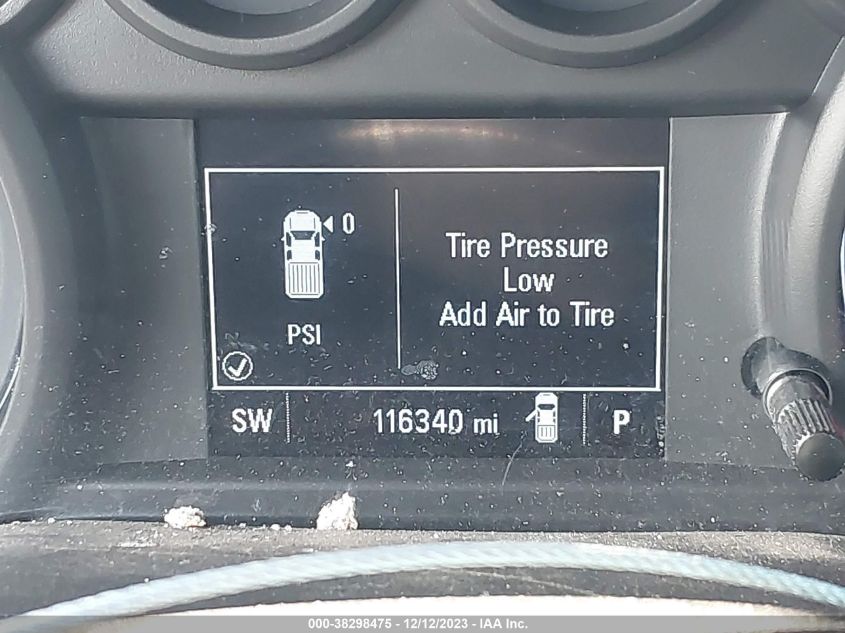 0
Tire Pressure
Low
Add Air to Tire
PSI
SW 116340 mi P
000-38298475 - 12/12/2023 - IAA Inc.